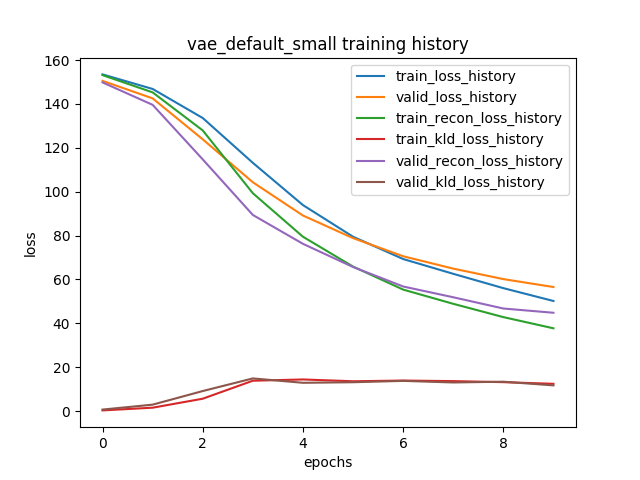 vae_default_small training history
160
140
120
100
80
60
40
20
0
loss
train_loss_history
valid_loss_history
train_recon_loss_history
train_kld_loss_history
valid_recon_loss_history
valid_kld_loss_history
0 2 4 6 8
epochs